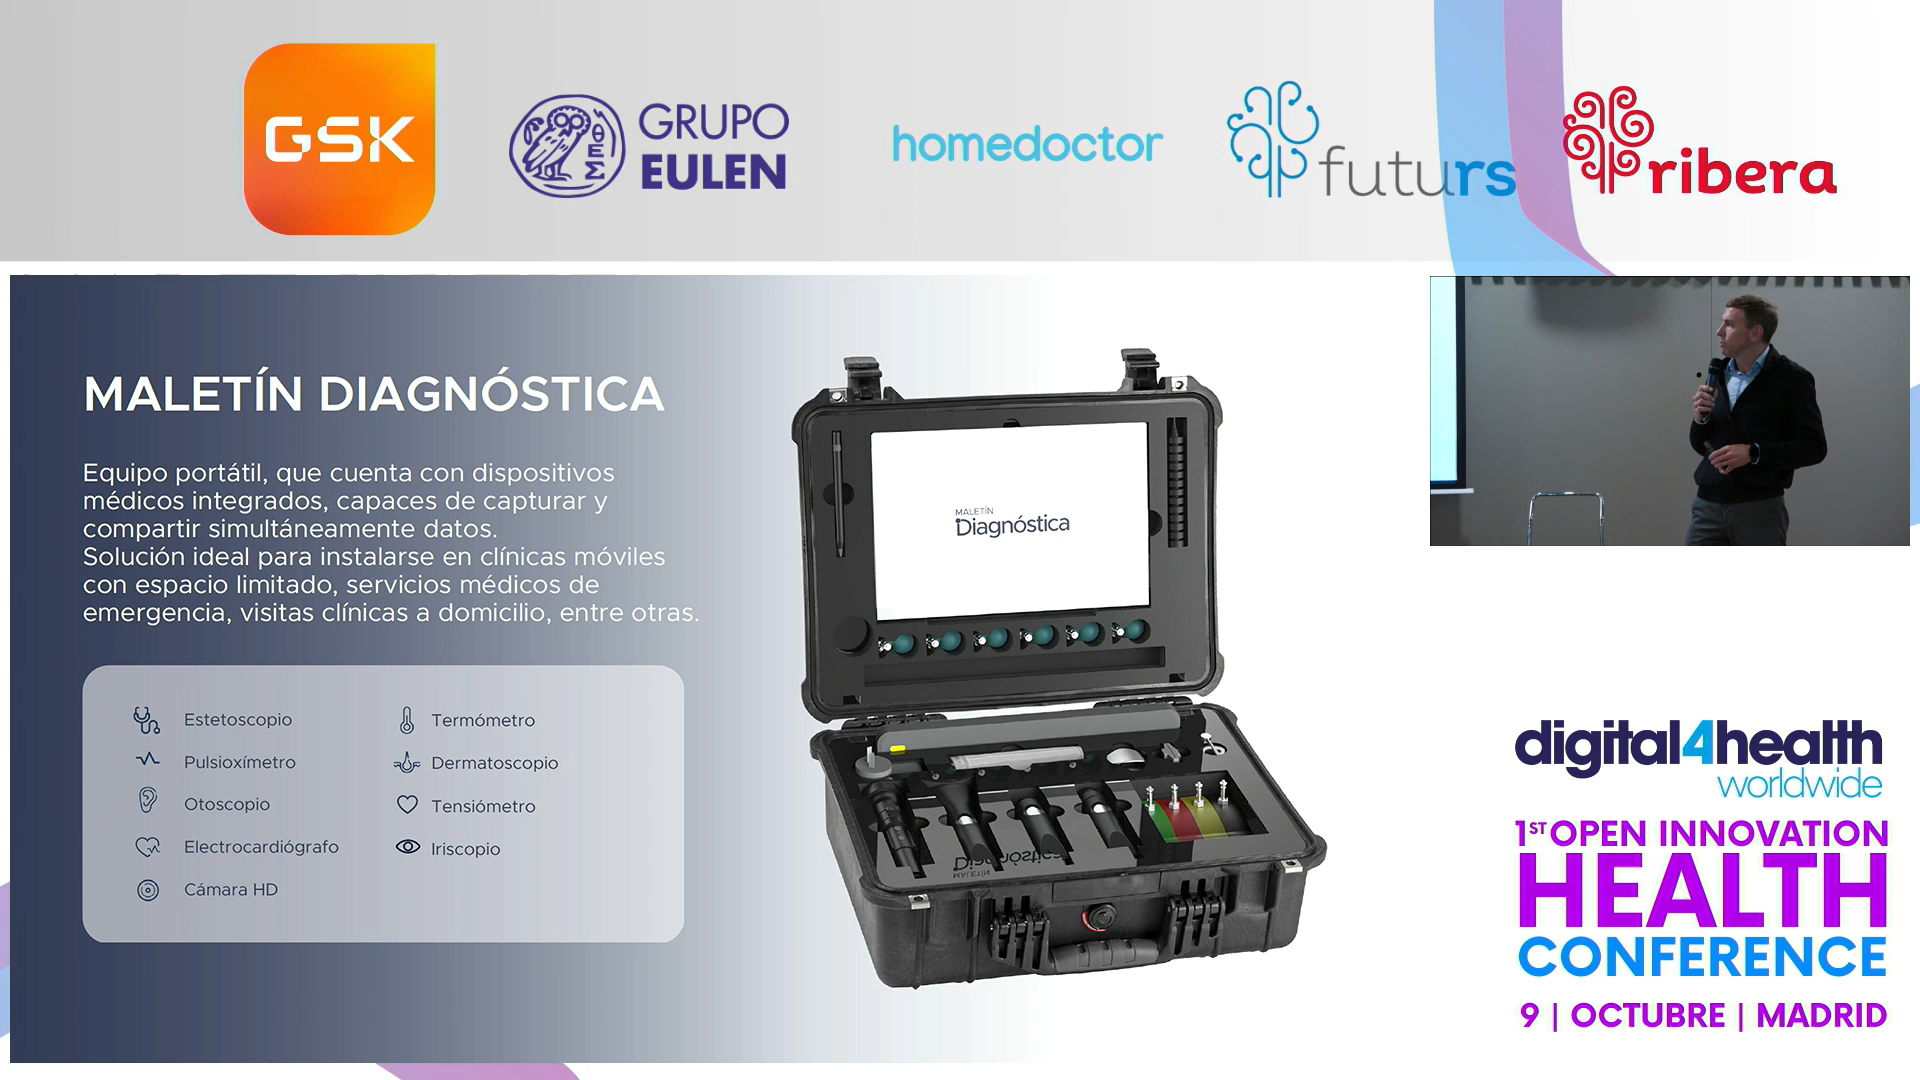 GSK
GRUPO
EULEN
homedoctor
futurs
ribera
MALETÍN DIAGNÓSTICA
Equipo portátil, que cuenta con dispositivos
médicos integrados, capaces de capturar y
compartir simultáneamente datos.
Solución ideal para instalarse en clínicas móviles
con espacio limitado, servicios médicos de
emergencia, visitas clínicas a domicilio, entre otras.
Estetoscopio
Termómetro
Pulsioxímetro
Dermatoscopio
Otoscopio
Tensiómetro
Electrocardiógrafo
Iriscopio
Cámara HD
MALETÍN
Diagnóstica
MALETÍN
Diagnóstica
digital4health
worldwide
1ST OPEN INNOVATION
HEALTH
CONFERENCE
9 | OCTUBRE | MADRID